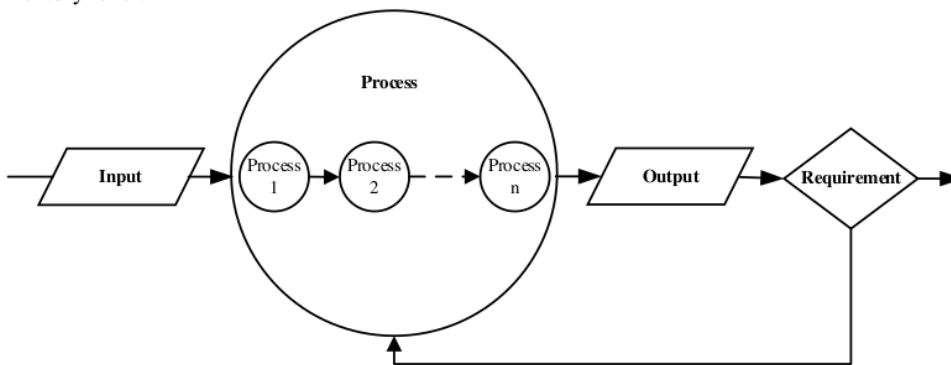 Process
Input
Process
1
Process
2
Process
n
Output
Requirement